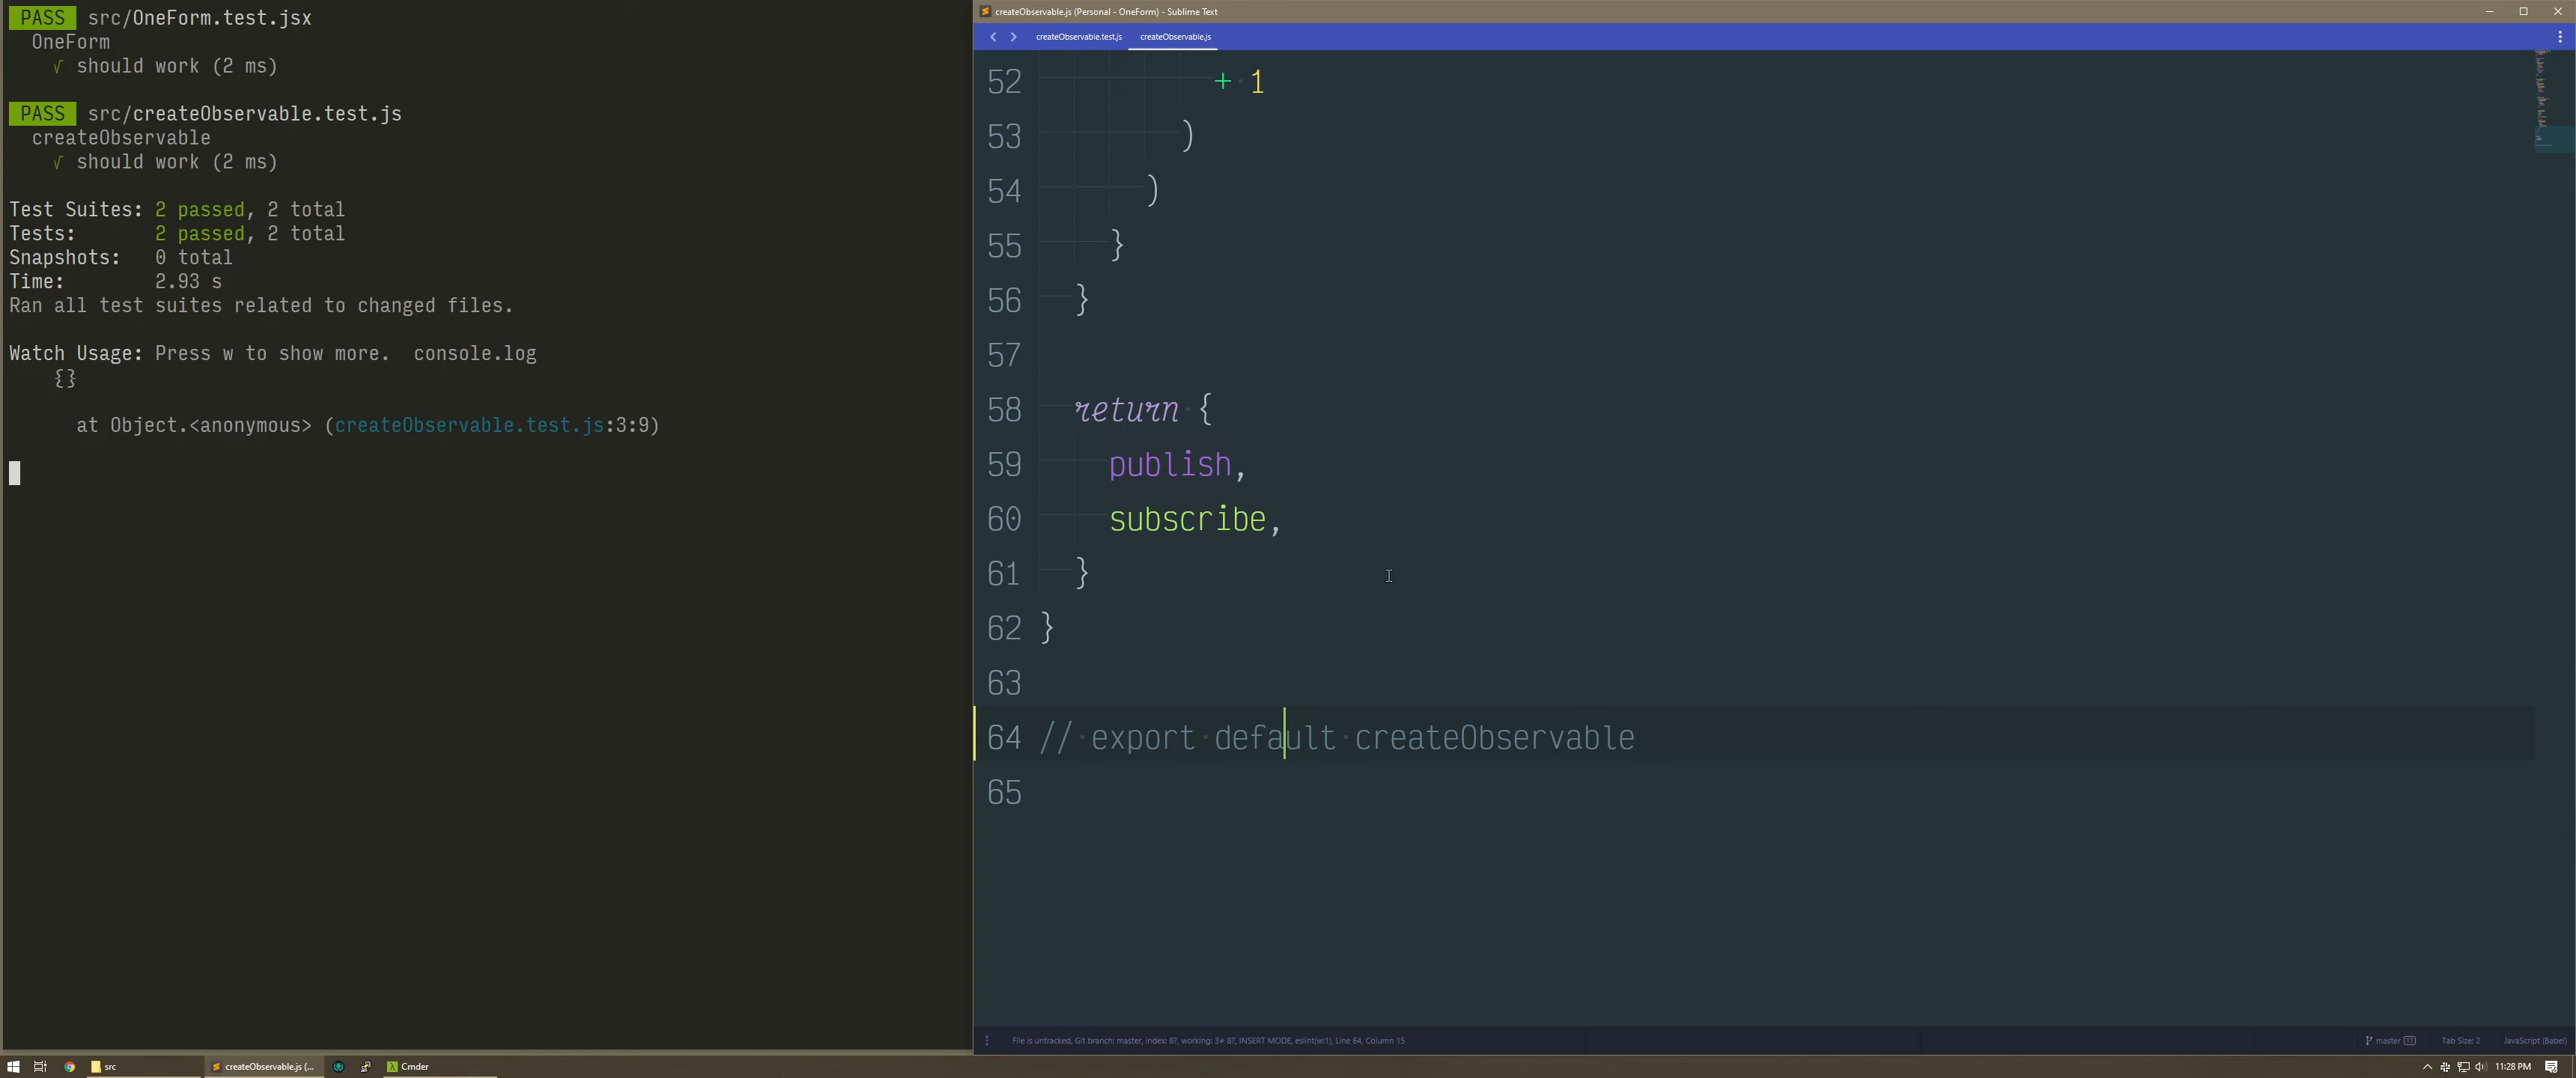 PASS src/OneForm.test.jsx
OneForm
√ should work (2 ms)
PASS src/createObservable.test.js
createObservable
√ should work (2 ms)
Test Suites: 2 passed, 2 total
Tests: 2 passed, 2 total
Snapshots: 0 total
Time: 2.93 s
Ran all test suites related to changed files.
Watch Usage: Press w to show more. console.log
{}
at Object.<anonymous> (createObservable.test.js:3:9)
createObservable.js (Personal - OneForm) - Sublime Text
createObservable.test.js createObservable.js
52 + 1
53 )
54 )
55 }
56 }
57
58 return {
59 publish,
60 subscribe,
61 }
62 }
63
64 // export default createObservable
65
File is untracked, Git branch: master, index: 8?, working: 3≠ 8?, INSERT MODE, eslint(w:1), Line 64, Column 15
master 11 Tab Size: 2 JavaScript (Babel)
src createObservable.js (... Cmder 11:28 PM